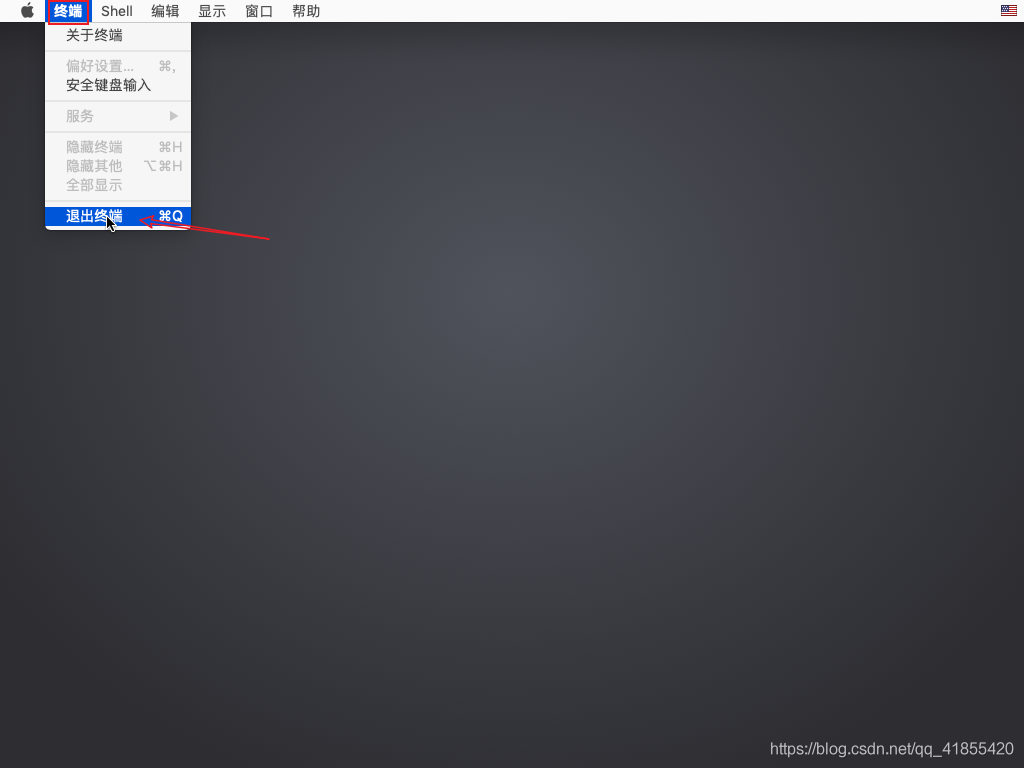 终端 Shell 编辑 显示 窗口 帮助
关于终端
偏好设置... ⌘,
安全键盘输入
服务 ▶
隐藏终端 ⌘H
隐藏其他 ⌥⌘H
全部显示
退出终端 ⌘Q
https://blog.csdn.net/qq_41855420